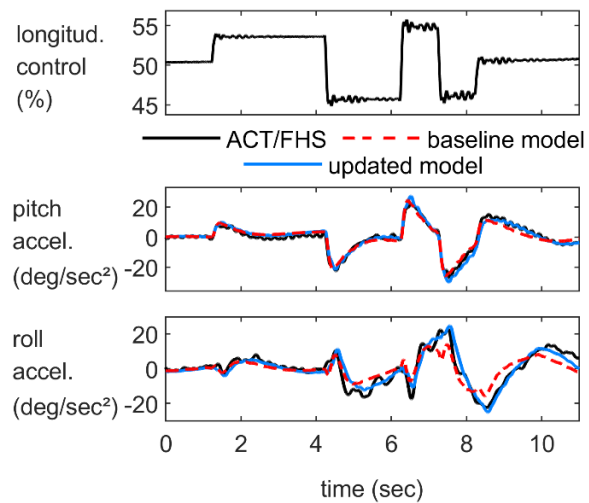 longitud.
control
(%)
55
50
45
ACT/FHS
baseline model
updated model
pitch
accel.
(deg/sec²)
20
0
-20
roll
accel.
(deg/sec²)
20
0
-20
0 2 4 6 8 10
time (sec)